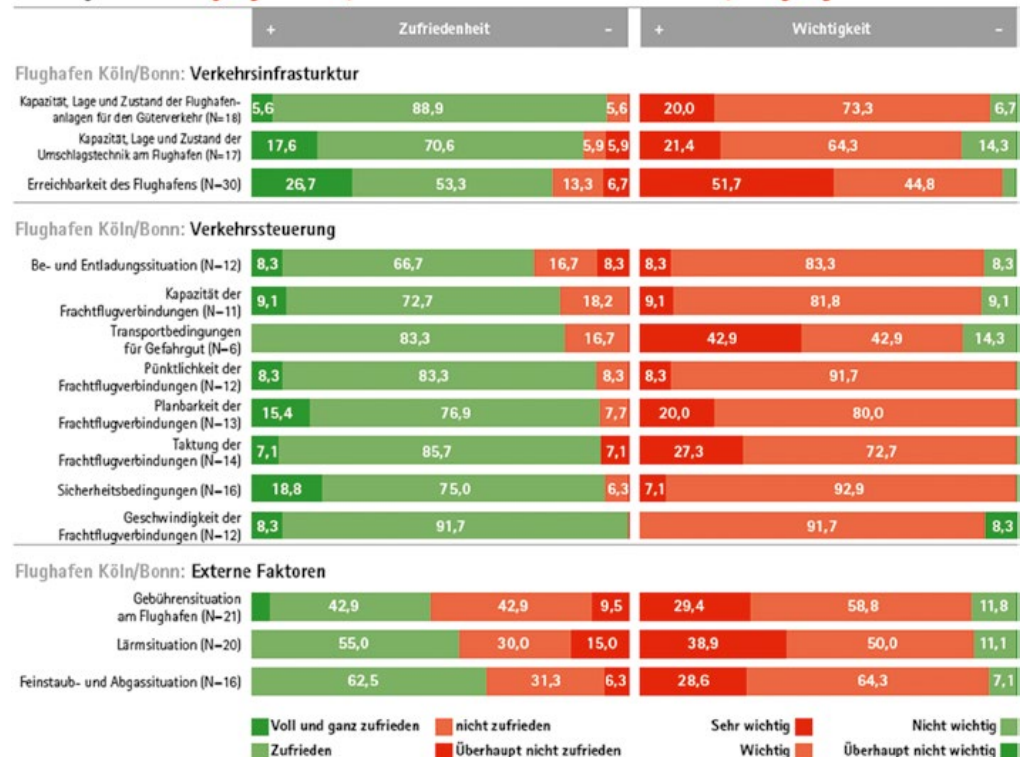 + Zufriedenheit - + Wichtigkeit -
Flughafen Köln/Bonn: Verkehrsinfrasturktur
Kapazität, Lage und Zustand der Flughafen-
anlagen für den Güterverkehr (N=18)
5,6 88,9 5,6 20,0 73,3 6,7
Kapazität, Lage und Zustand der
Umschlagstechnik am Flughafen (N=17)
17,6 70,6 5,9 5,9 21,4 64,3 14,3
Erreichbarkeit des Flughafens (N=30) 26,7 53,3 13,3 6,7 51,7 44,8
Flughafen Köln/Bonn: Verkehrssteuerung
Be- und Entladungssituation (N=12) 8,3 66,7 16,7 8,3 8,3 83,3 8,3
Kapazität der
Frachtflugverbindungen (N=11)
9,1 72,7 18,2 9,1 81,8 9,1
Transportbedingungen
für Gefahrgut (N=6)
83,3 16,7 42,9 42,9 14,3
Pünktlichkeit der
Frachtflugverbindungen (N=12)
8,3 83,3 8,3 8,3 91,7
Planbarkeit der
Frachtflugverbindungen (N=13)
15,4 76,9 7,7 20,0 80,0
Taktung der
Frachtflugverbindungen (N=14)
7,1 85,7 7,1 27,3 72,7
Sicherheitsbedingungen (N=16) 18,8 75,0 6,3 7,1 92,9
Geschwindigkeit der
Frachtflugverbindungen (N=12)
8,3 91,7 91,7 8,3
Flughafen Köln/Bonn: Externe Faktoren
Gebührensituation
am Flughafen (N=21)
42,9 42,9 9,5 29,4 58,8 11,8
Lärmsituation (N=20) 55,0 30,0 15,0 38,9 50,0 11,1
Feinstaub- und Abgassituation (N=16) 62,5 31,3 6,3 28,6 64,3 7,1
Voll und ganz zufrieden nicht zufrieden Sehr wichtig Nicht wichtig
Zufrieden Überhaupt nicht zufrieden Wichtig Überhaupt nicht wichtig